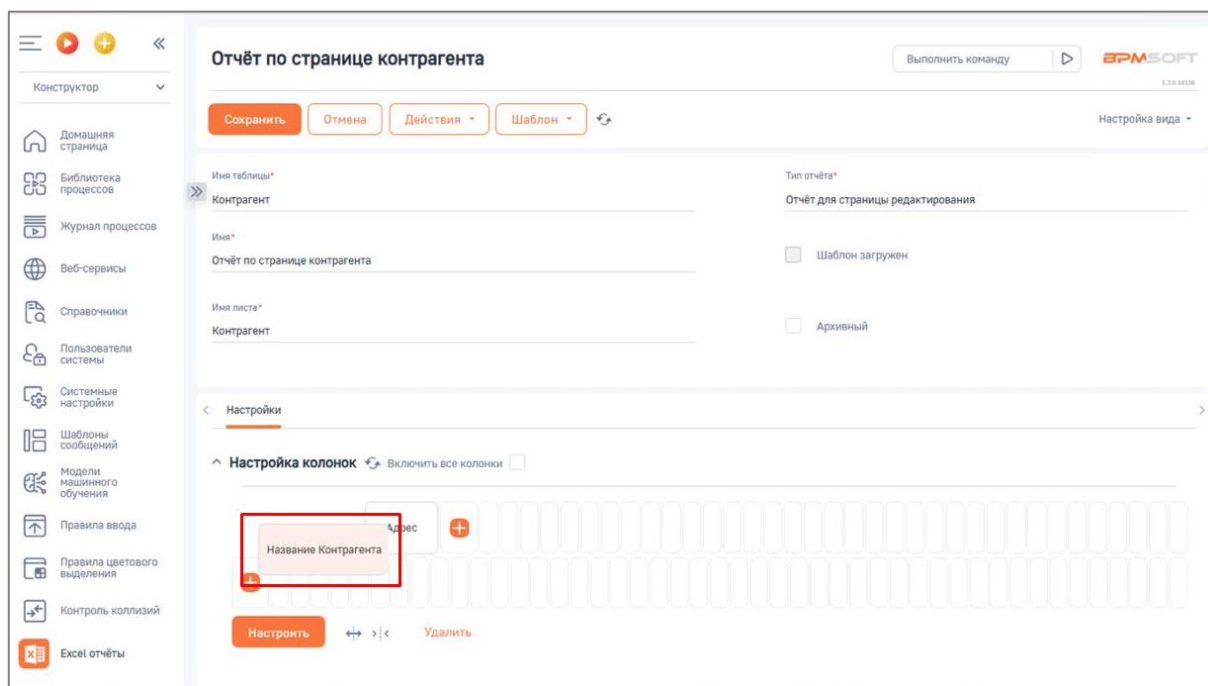 Отчёт по странице контрагента
Выполнить команду
BPMSOFT
Конструктор
Сохранить
Отмена
Действия
Шаблон
Настройка вида
Домашняя
страница
Библиотека
процессов
Журнал процессов
Веб-сервисы
Справочники
Пользователи
системы
Системные
настройки
Шаблоны
сообщений
Модели
машинного
обучения
Правила ввода
Правила цветового
выделения
Контроль коллизий
Excel отчёты
Имя таблицы*
Контрагент
Тип отчёта*
Отчёт для страницы редактирования
Имя*
Отчёт по странице контрагента
Шаблон загружен
Имя листа*
Контрагент
Архивный
Настройки
Настройка колонок
Включить все колонки
Адрес
Название Контрагента
Настроить
Удалить